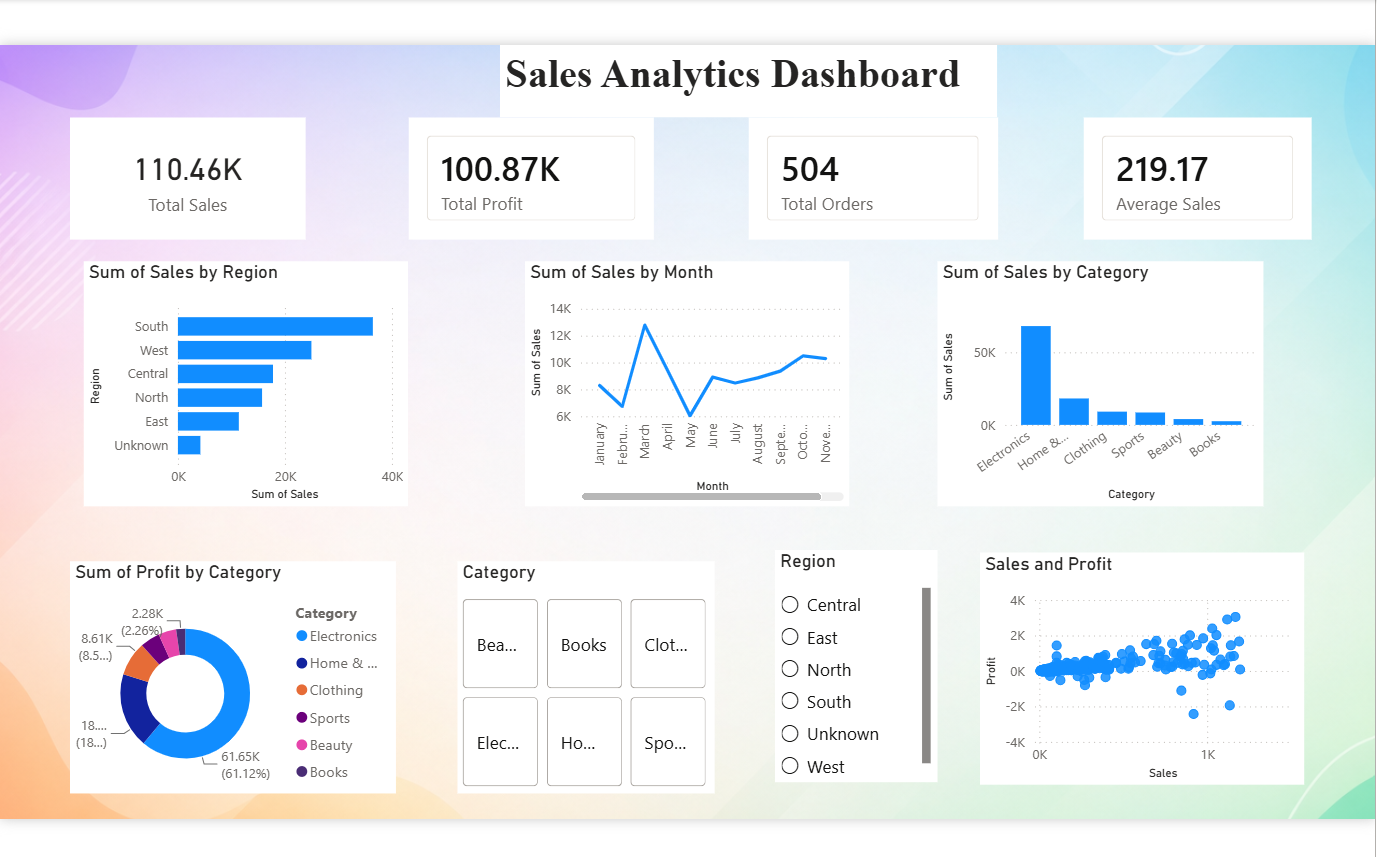 Sales Analytics Dashboard
110.46K
Total Sales
100.87K
Total Profit
504
Total Orders
219.17
Average Sales
Sum of Sales by Region
Region
South
West
Central
North
East
Unknown
0K 20K 40K
Sum of Sales
Sum of Sales by Month
Sum of Sales
14K
12K
10K
8K
6K
January Febru... March April May June July August Septe... Octo... Nove...
Month
Sum of Sales by Category
Sum of Sales
50K
0K
Electronics Home &... Clothing Sports Beauty Books
Category
Sum of Profit by Category
2.28K
(2.26%)
8.61K
(8.5...)
18....
(18...)
61.65K
(61.12%)
Category
Electronics
Home & ...
Clothing
Sports
Beauty
Books
Category
Bea... Books Clot...
Elec... Ho... Spo...
Region
Central
East
North
South
Unknown
West
Sales and Profit
Profit
4K
2K
0K
-2K
-4K
0K 1K
Sales